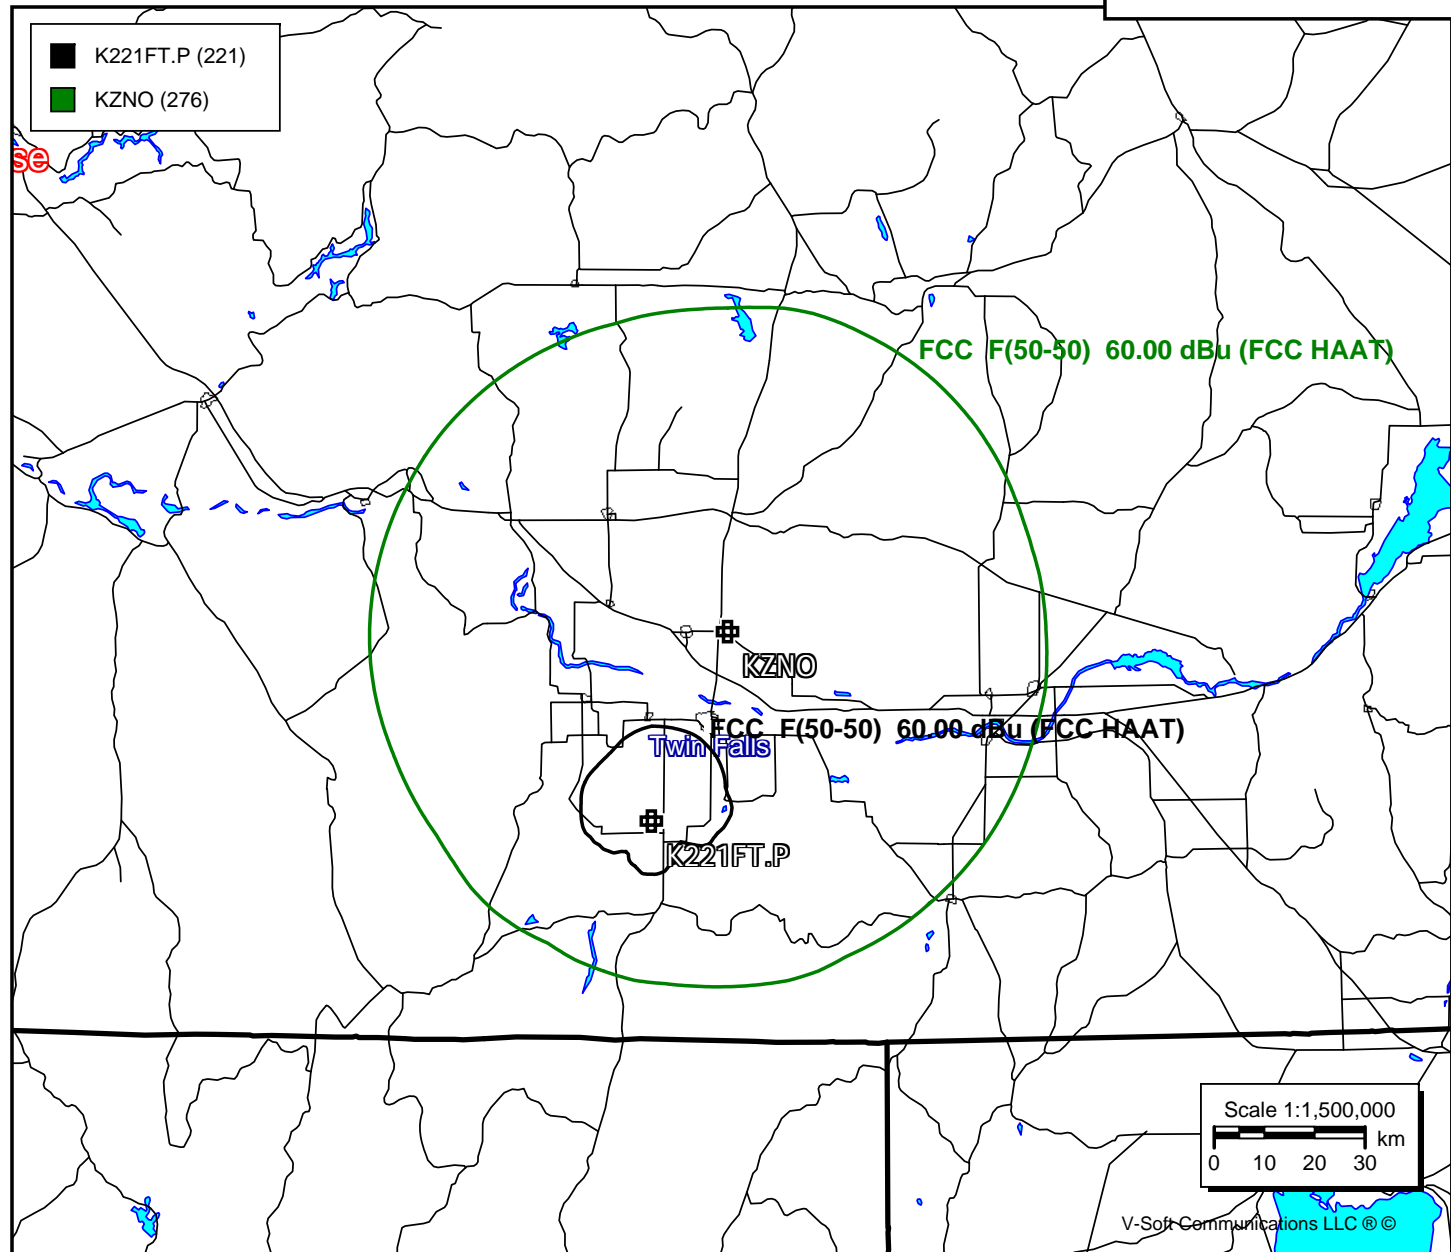 K221FT.P (221)
KZNO (276)
se
FCC F(50-50) 60.00 dBu (FCC HAAT)
KZNO
FCC F(50-50) 60.00 dBu (FCC HAAT)
Twin Falls
K221FT.P
Scale 1:1,500,000
km
0 10 20 30
V-Soft Communications LLC ® ©